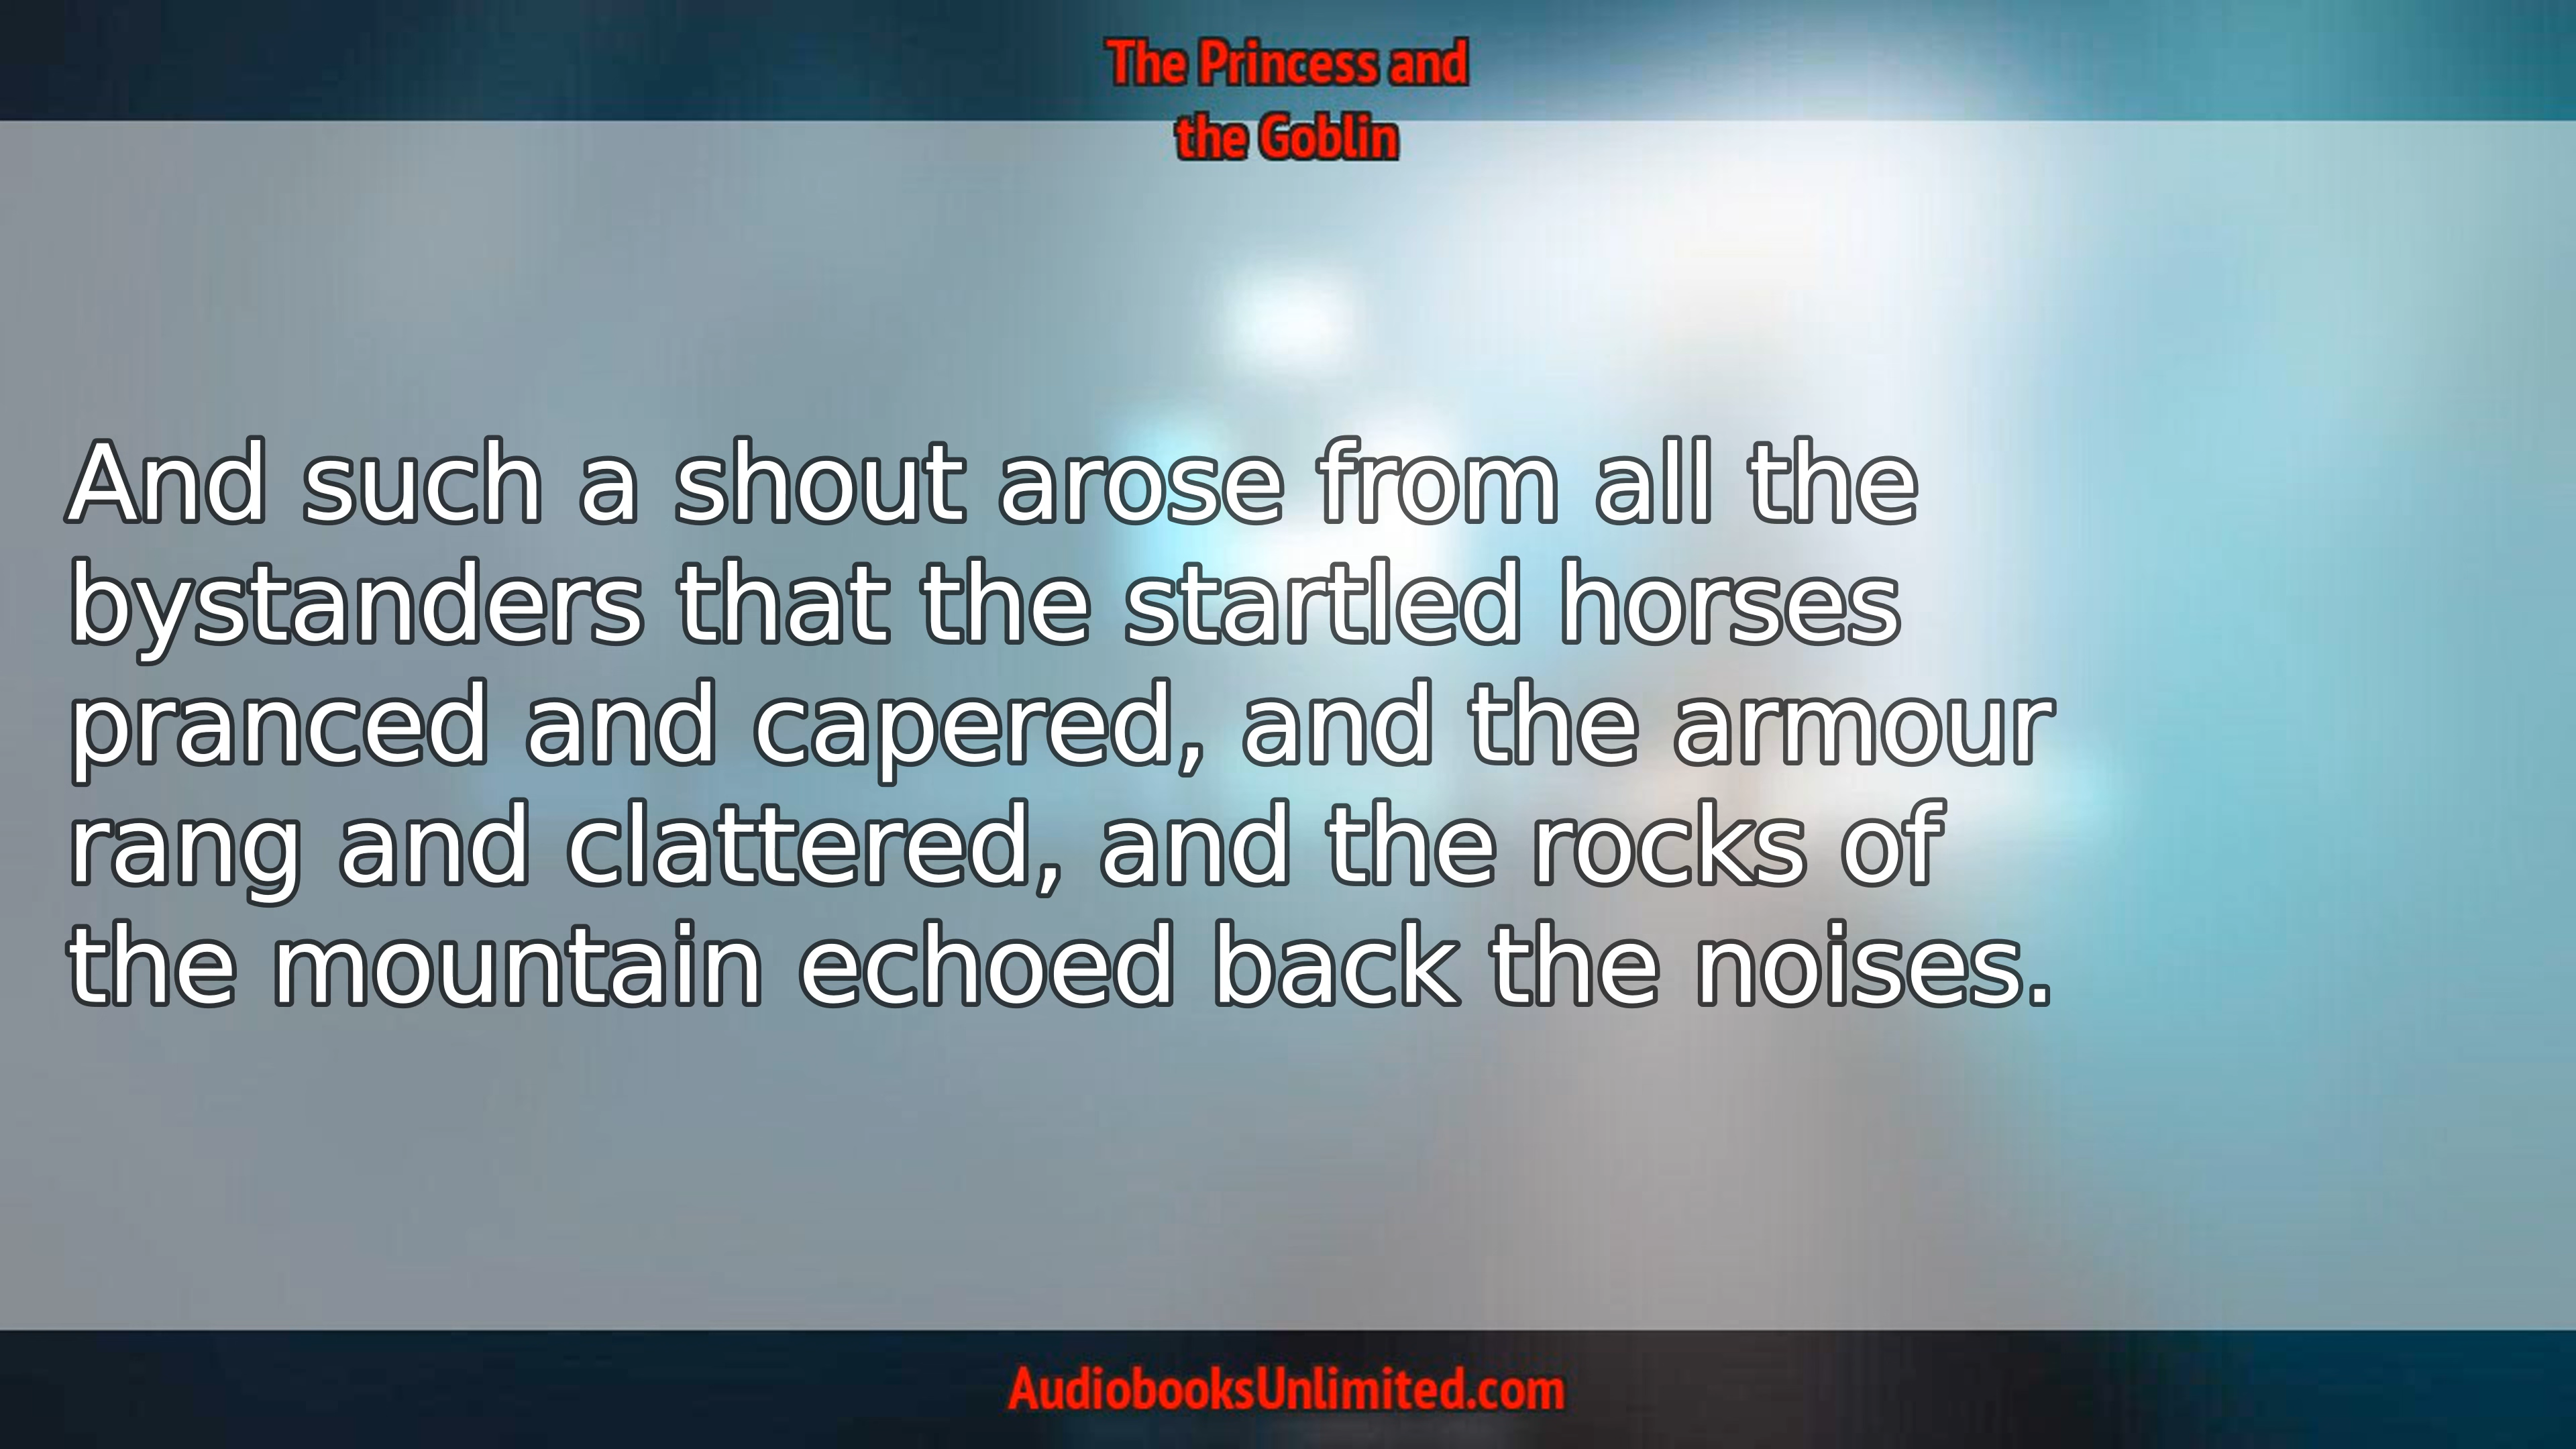 The Princess and
the Goblin
And such a shout arose from all the
bystanders that the startled horses
pranced and capered, and the armour
rang and clattered, and the rocks of
the mountain echoed back the noises.
AudiobooksUnlimited.com